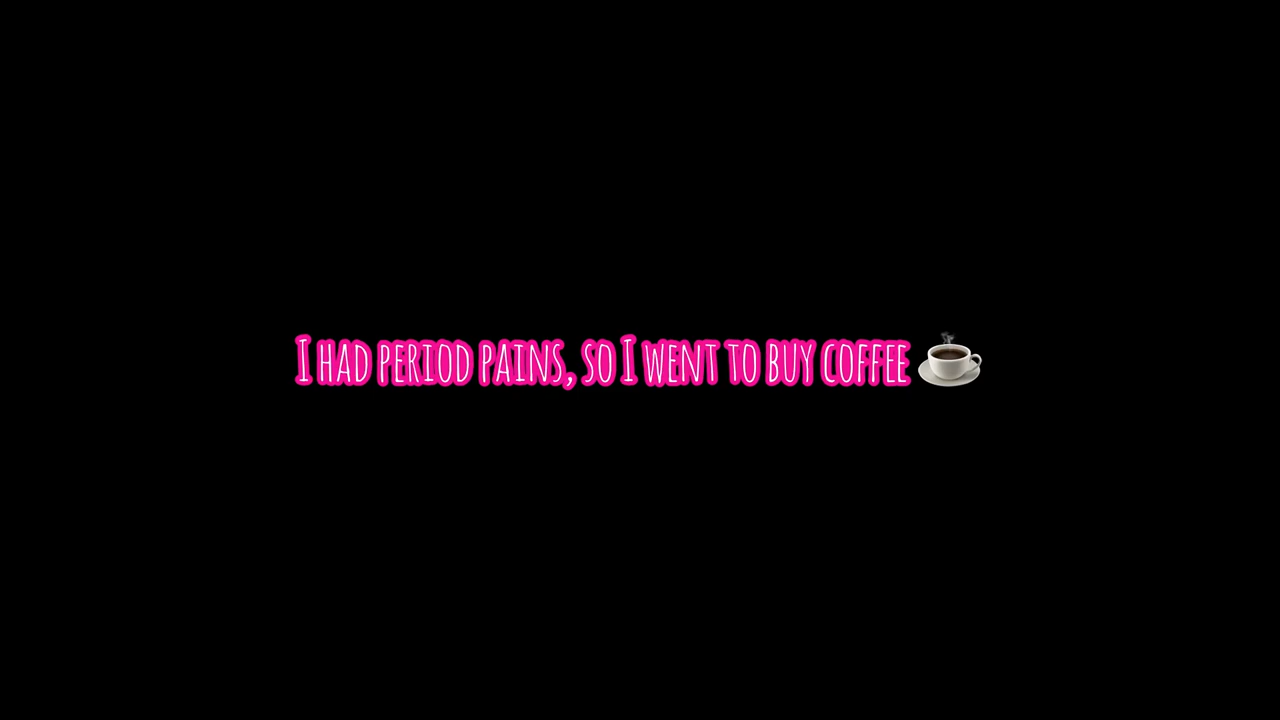 I HAD PERIOD PAINS, SO I WENT TO BUY COFFEE ☕